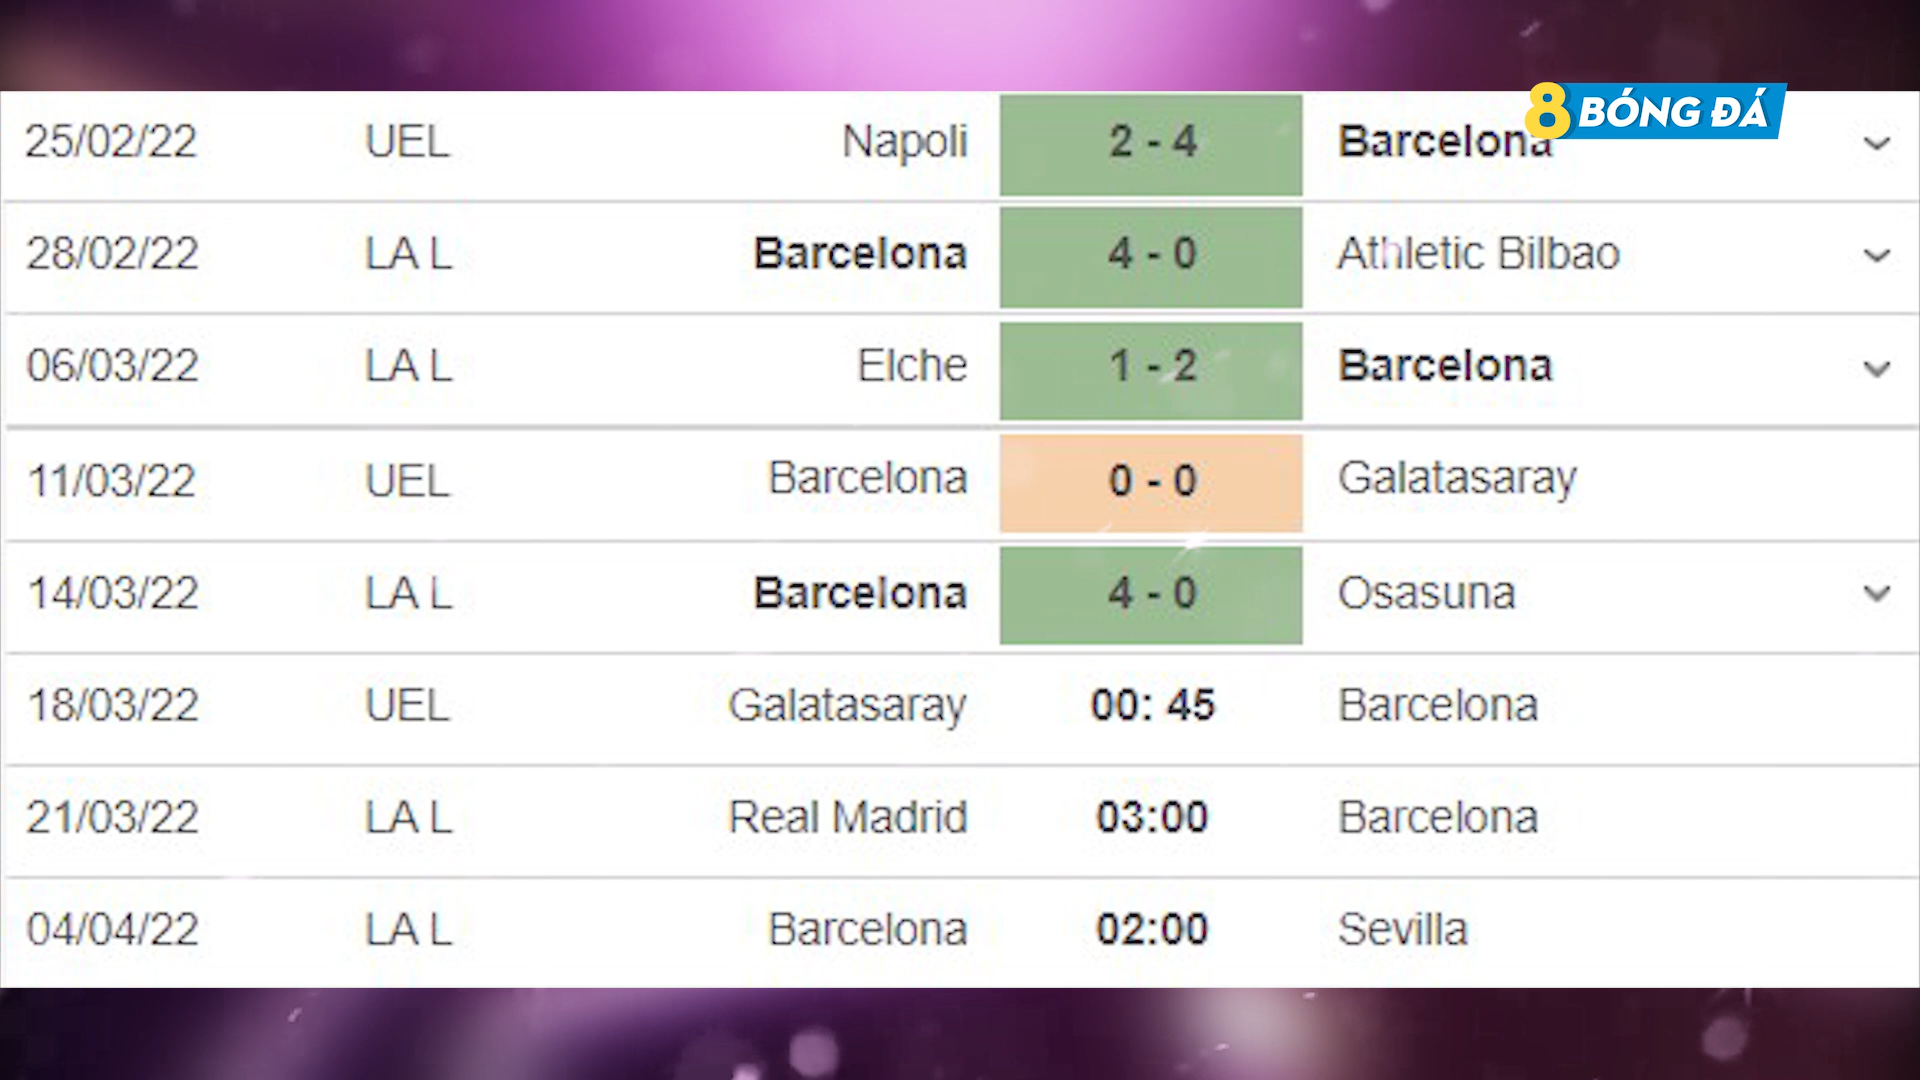 8 BÓNG ĐÁ
25/02/22 UEL Napoli 2 - 4 Barcelona
28/02/22 LA L Barcelona 4 - 0 Athletic Bilbao
06/03/22 LA L Elche 1 - 2 Barcelona
11/03/22 UEL Barcelona 0 - 0 Galatasaray
14/03/22 LA L Barcelona 4 - 0 Osasuna
18/03/22 UEL Galatasaray 00: 45 Barcelona
21/03/22 LA L Real Madrid 03:00 Barcelona
04/04/22 LA L Barcelona 02:00 Sevilla